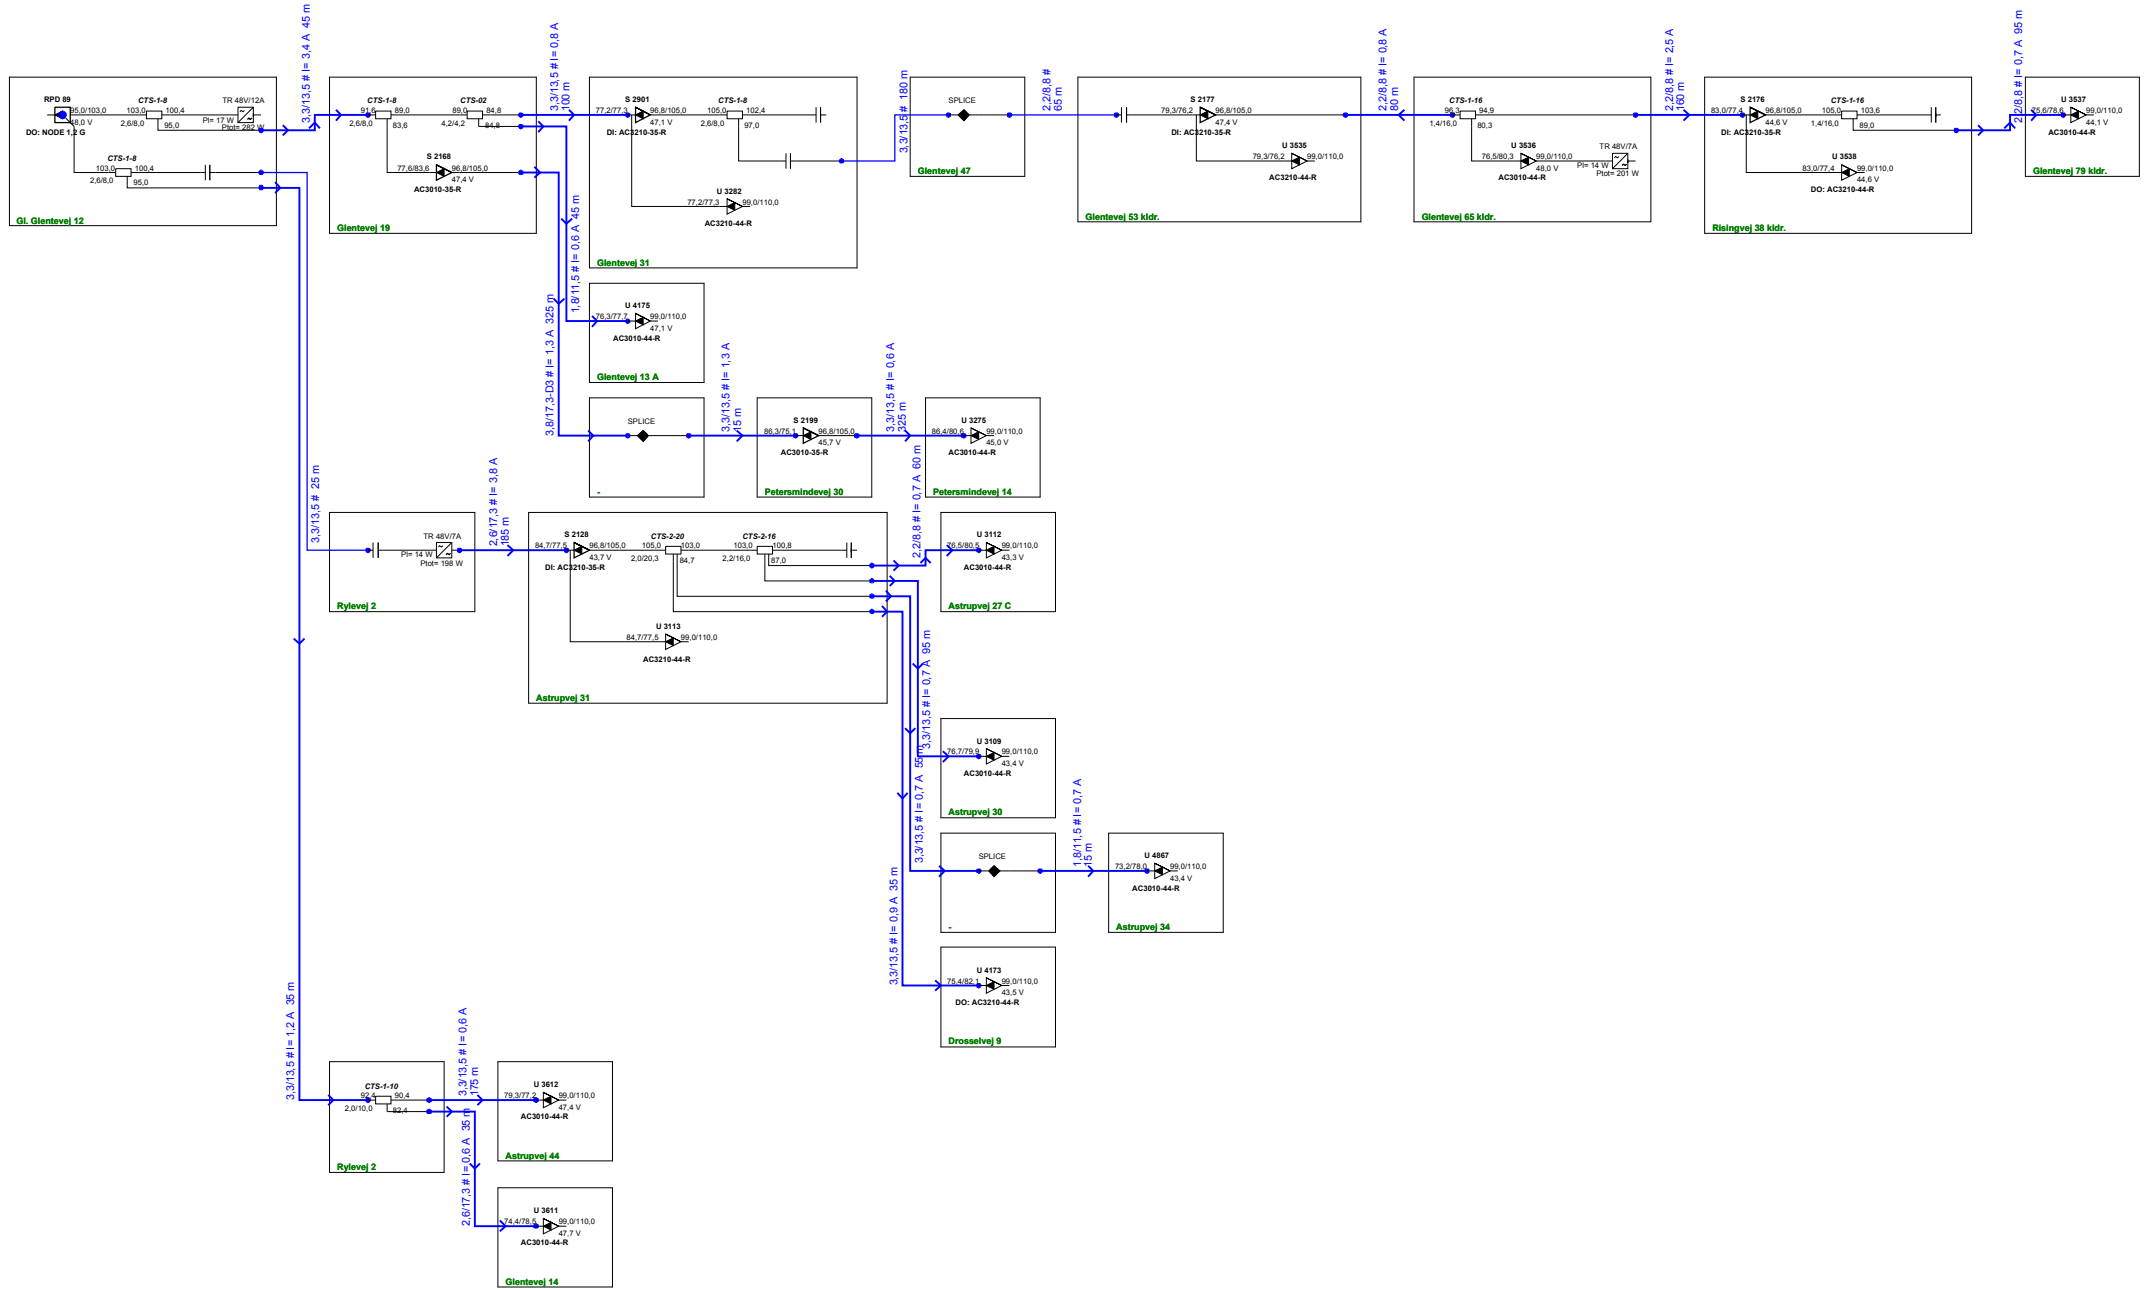 RPD 89
95,0/103,0
48,0 V
DO: NODE 1,2 G
CTS-1-8
103,0
100,4
2,6/8,0
95,0
TR 48V/12A
PI= 17 W
Ptot= 282 W
CTS-1-8
103,0
100,4
2,6/8,0
95,0
Gl. Glentevej 12
3,3/13,5 # I= 3,4 A 45 m
CTS-1-8
91,6
89,0
2,6/8,0
83,6
CTS-02
89,0
84,8
4,2/4,2
84,8
S 2168
77,6/83,6
96,8/105,0
47,4 V
AC3010-35-R
Glentevej 19
3,3/13,5 # I= 0,8 A
100 m
S 2901
77,2/77,3
96,8/105,0
47,1 V
DI: AC3210-35-R
CTS-1-8
105,0
102,4
2,6/8,0
97,0
U 3282
77,2/77,3
99,0/110,0
AC3210-44-R
Glentevej 31
3,3/13,5 # 180 m
SPLICE
Glentevej 47
2,2/8,8 #
65 m
S 2177
79,3/76,2
96,8/105,0
47,4 V
DI: AC3210-35-R
U 3535
79,3/76,2
99,0/110,0
AC3210-44-R
Glentevej 53 kldr.
2,2/8,8 # I= 0,8 A
80 m
CTS-1-16
96,3
94,9
1,4/16,0
80,3
U 3536
76,5/80,3
99,0/110,0
48,0 V
AC3010-44-R
TR 48V/7A
PI= 14 W
Ptot= 201 W
Glentevej 65 kldr.
2,2/8,8 # I= 2,5 A
160 m
S 2176
83,0/77,4
96,8/105,0
44,6 V
DI: AC3210-35-R
CTS-1-16
105,0
103,6
1,4/16,0
89,0
U 3538
83,0/77,4
99,0/110,0
44,6 V
DO: AC3210-44-R
Risingvej 38 kldr.
2,2/8,8 # I= 0,7 A 95 m
U 3537
75,6/78,6
99,0/110,0
44,1 V
AC3010-44-R
Glentevej 79 kldr.
1,8/11,5 # I= 0,6 A 45 m
U 4175
76,3/77,7
99,0/110,0
47,1 V
AC3010-44-R
Glentevej 13 A
3,8/17,3-D3 # I= 1,3 A 325 m
SPLICE
-
3,3/13,5 # I= 1,3 A
15 m
S 2199
86,3/75,1
96,8/105,0
45,7 V
AC3010-35-R
Petersmindevej 30
3,3/13,5 # I= 0,6 A
325 m
U 3275
86,4/80,6
99,0/110,0
45,0 V
AC3010-44-R
Petersmindevej 14
3,3/13,5 # 25 m
TR 48V/7A
PI= 14 W
Ptot= 198 W
Rylevej 2
2,6/17,3 # I= 3,8 A
185 m
S 2128
84,7/77,5
96,8/105,0
43,7 V
DI: AC3210-35-R
CTS-2-20
105,0
103,0
2,0/20,3
84,7
CTS-2-16
103,0
100,8
2,2/16,0
87,0
U 3113
84,7/77,5
99,0/110,0
AC3210-44-R
Astrupvej 31
2,2/8,8 # I= 0,7 A 60 m
U 3112
76,5/80,5
99,0/110,0
43,3 V
AC3010-44-R
Astrupvej 27 C
3,3/13,5 # I= 0,7 A 95 m
U 3109
76,7/79,9
99,0/110,0
43,4 V
AC3010-44-R
Astrupvej 30
3,3/13,5 # I= 0,7 A 55 m
SPLICE
-
1,8/11,5 # I= 0,7 A
15 m
U 4867
73,2/78,0
99,0/110,0
43,4 V
AC3010-44-R
Astrupvej 34
3,3/13,5 # I= 0,9 A 35 m
U 4173
75,4/82,1
99,0/110,0
43,5 V
DO: AC3210-44-R
Drosselvej 9
3,3/13,5 # I= 1,2 A 35 m
CTS-1-10
92,4
90,4
2,0/10,0
82,4
Rylevej 2
3,3/13,5 # I= 0,6 A
175 m
U 3612
79,3/77,2
99,0/110,0
47,4 V
AC3010-44-R
Astrupvej 44
2,6/17,3 # I= 0,6 A 35 m
U 3611
74,4/78,5
99,0/110,0
47,7 V
AC3010-44-R
Glentevej 14